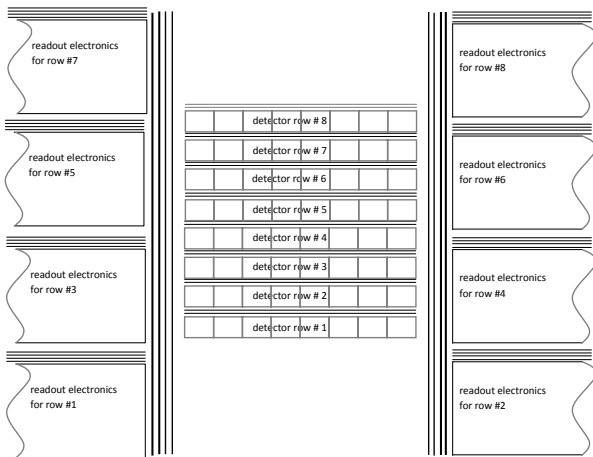 readout electronics
for row #7
readout electronics
for row #8
detector row # 8
detector row # 7
detector row # 6
detector row # 5
detector row # 4
detector row # 3
detector row # 2
detector row # 1
readout electronics
for row #5
readout electronics
for row #6
readout electronics
for row #3
readout electronics
for row #4
readout electronics
for row #1
readout electronics
for row #2